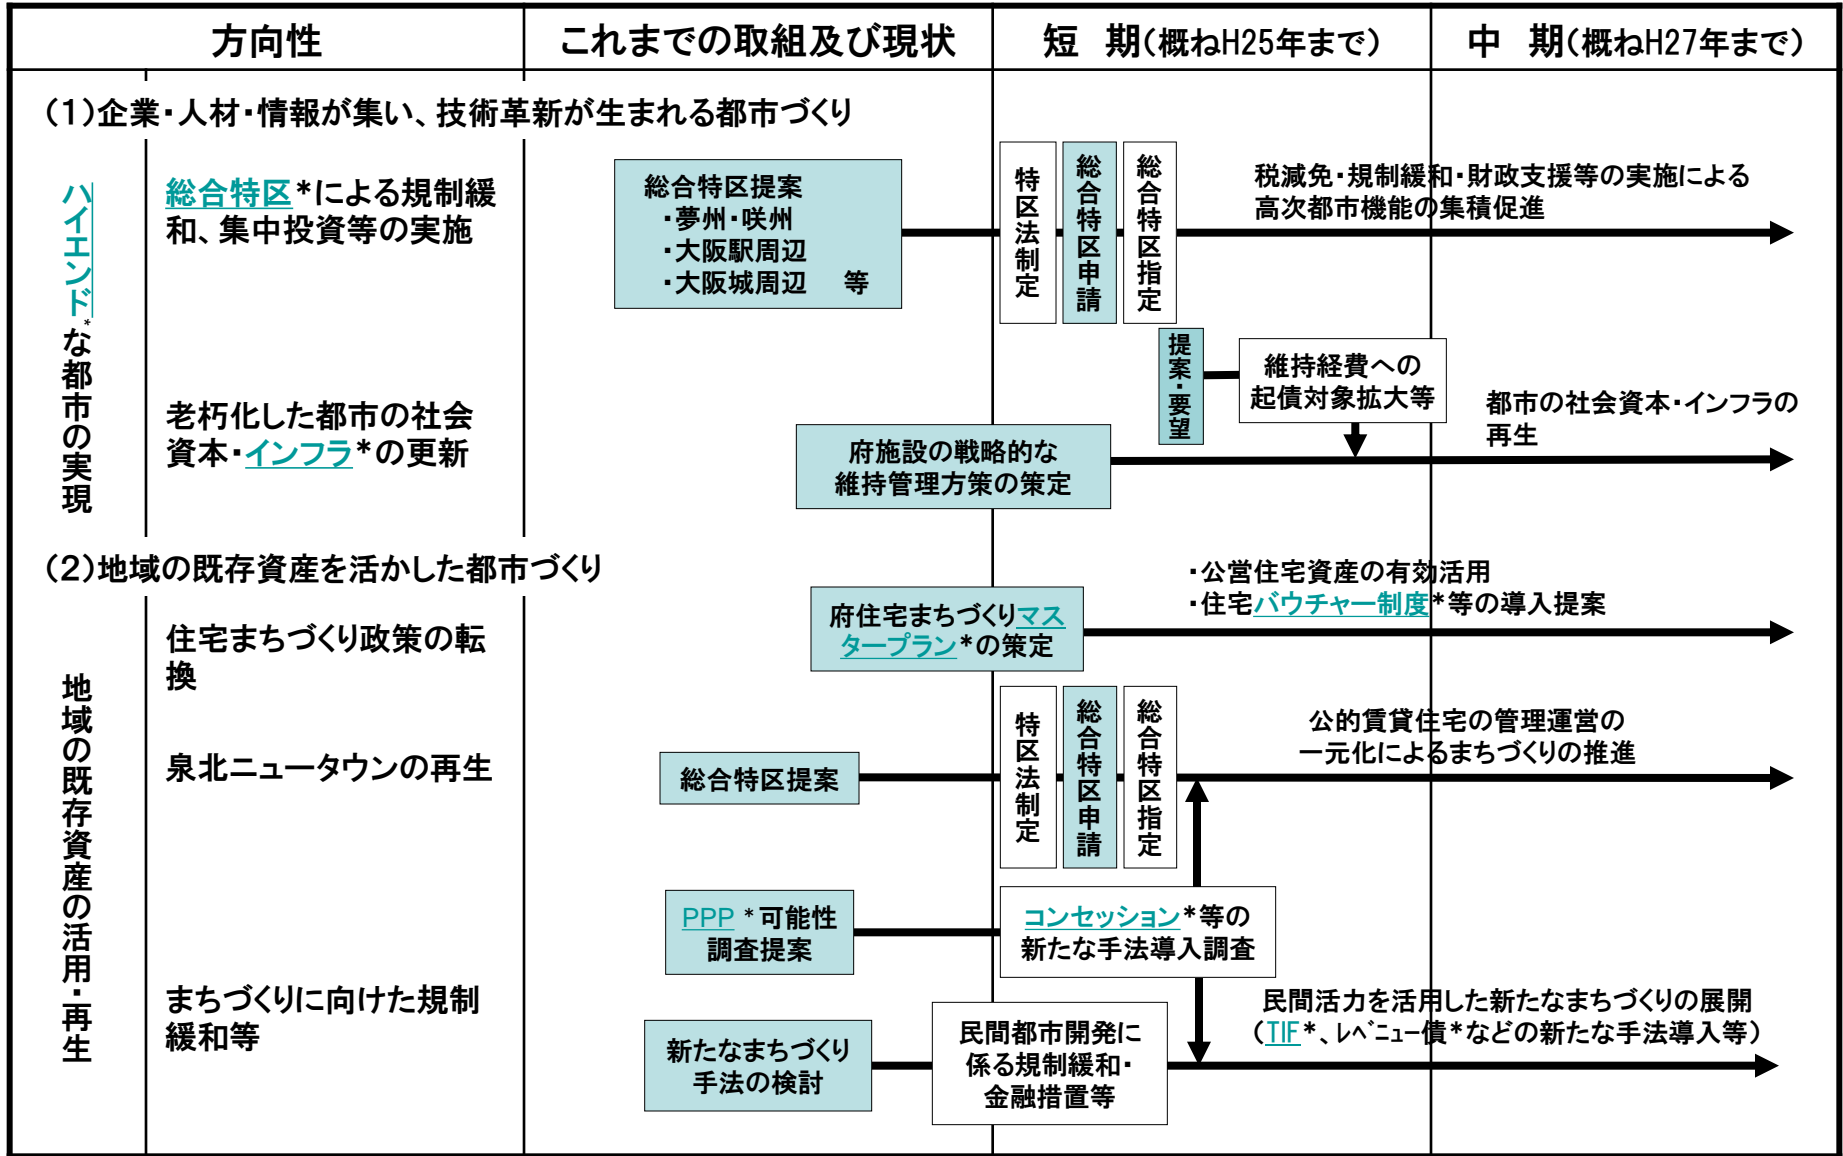 方向性
これまでの取組及び現状
短　期(概ねH25年まで)
中　期(概ねH27年まで)
(1)企業・人材・情報が集い、技術革新が生まれる都市づくり
ハイエンド*な都市の実現
総合特区*による規制緩
和、集中投資等の実施
総合特区提案
・夢州・咲州
・大阪駅周辺
・大阪城周辺　等
特区法制定
総合特区申請
総合特区指定
税減免・規制緩和・財政支援等の実施による
高次都市機能の集積促進
提案・要望
維持経費への
起債対象拡大等
老朽化した都市の社会
資本・インフラ*の更新
府施設の戦略的な
維持管理方策の策定
都市の社会資本・インフラの
再生
(2)地域の既存資産を活かした都市づくり
地域の既存資産の活用・再生
住宅まちづくり政策の転
換
府住宅まちづくりマス
タープラン*の策定
・公営住宅資産の有効活用
・住宅バウチャー制度*等の導入提案
泉北ニュータウンの再生
総合特区提案
特区法制定
総合特区申請
総合特区指定
公的賃貸住宅の管理運営の
一元化によるまちづくりの推進
PPP*可能性
調査提案
コンセッション*等の
新たな手法導入調査
まちづくりに向けた規制
緩和等
新たなまちづくり
手法の検討
民間都市開発に
係る規制緩和・
金融措置等
民間活力を活用した新たなまちづくりの展開
(TIF*、レベニュー債*などの新たな手法導入等)